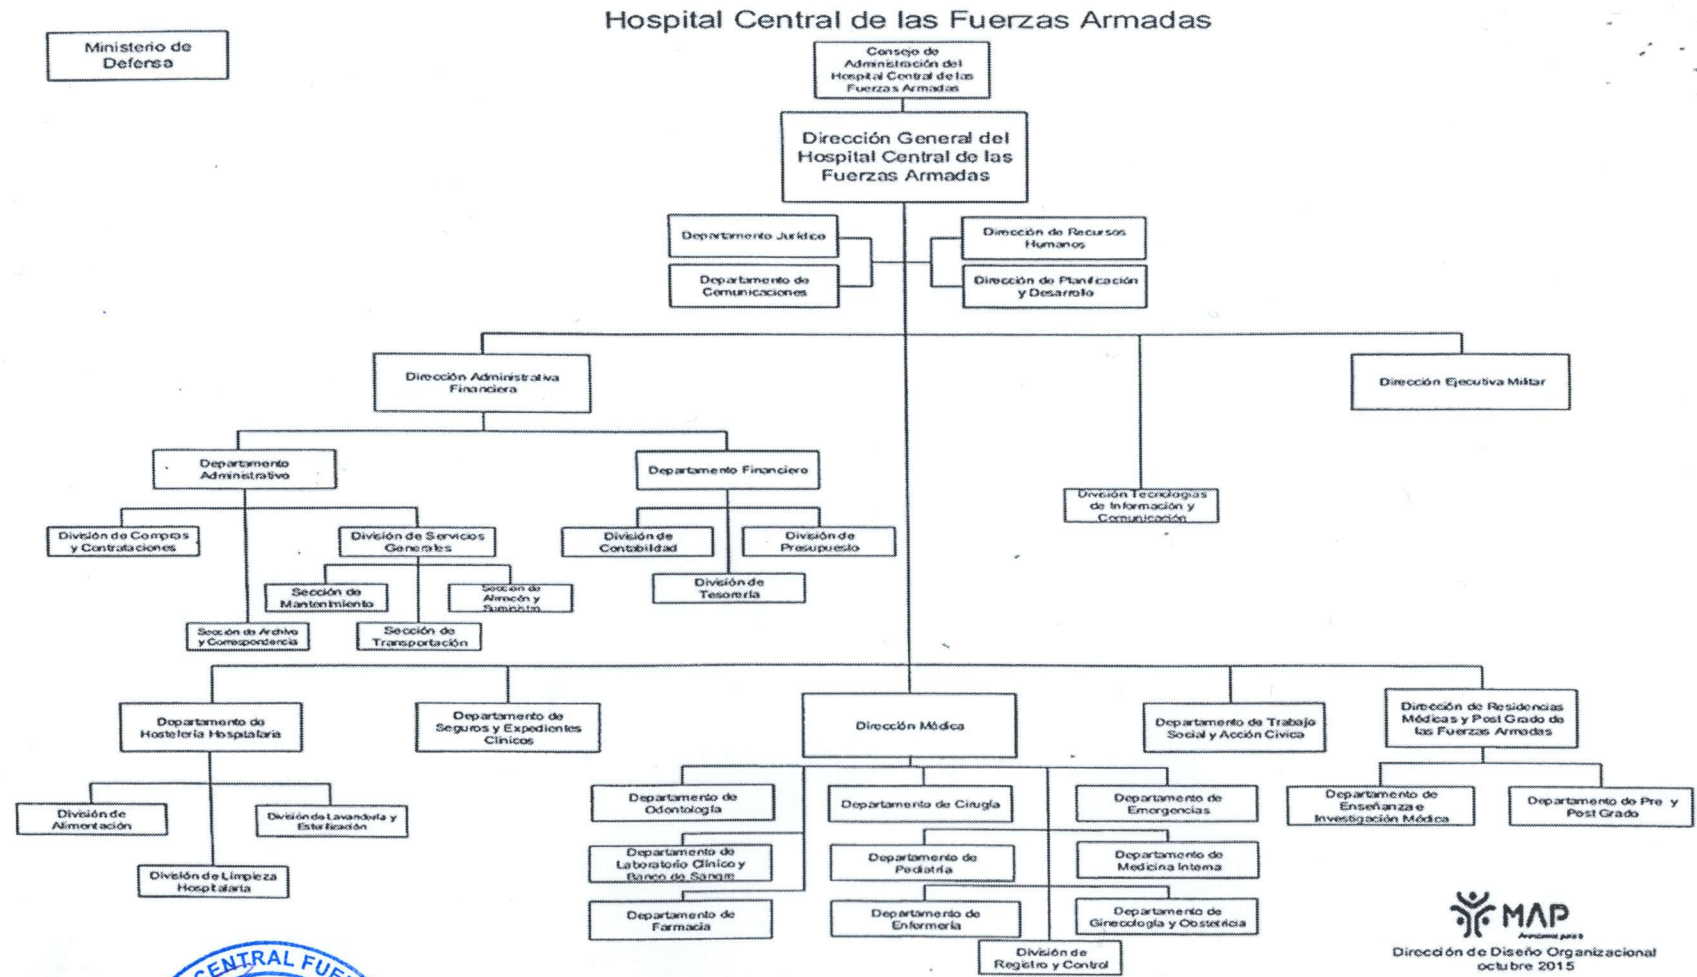 Hospital Central de las Fuerzas Armadas
Ministerio de
Defensa
Consejo de
Administración del
Hospital Central de las
Fuerzas Armadas
Dirección General del
Hospital Central de las
Fuerzas Armadas
Departamento Jurídico
Dirección de Recursos
Humanos
Departamento de
Comunicaciones
Dirección de Planificación
y Desarrollo
Dirección Administrativa
Financiera
Dirección Ejecutiva Militar
Departamento
Administrativo
Departamento Financiero
División Tecnologías
de Información y
Comunicación
División de Compras
y Contrataciones
División de Servicios
Generales
División de
Contabilidad
División de
Presupuesto
Sección de
Mantenimiento
Sección de
Almacén y
Suministro
División de
Tesorería
Sección de Archivo
y Correspondencia
Sección de
Transportación
Departamento de
Hostelería Hospitalaria
Departamento de
Seguros y Expedientes
Clínicos
Dirección Médica
Departamento de Trabajo
Social y Acción Cívica
Dirección de Residencias
Médicas y Post Grado de
las Fuerzas Armadas
División de
Alimentación
División de Lavandería y
Esterilización
División de Limpieza
Hospitalaria
Departamento de
Odontología
Departamento de Cirugía
Departamento de
Emergencias
Departamento de
Enseñanza e
Investigación Médica
Departamento de Pre y
Post Grado
Departamento de
Laboratorio Clínico y
Banco de Sangre
Departamento de
Pediatría
Departamento de
Medicina Interna
Departamento de
Farmacia
Departamento de
Enfermería
Departamento de
Ginecología y Obstetricia
División de
Registro y Control
MAP
Dirección de Diseño Organizacional
octubre 2015
CENTRAL